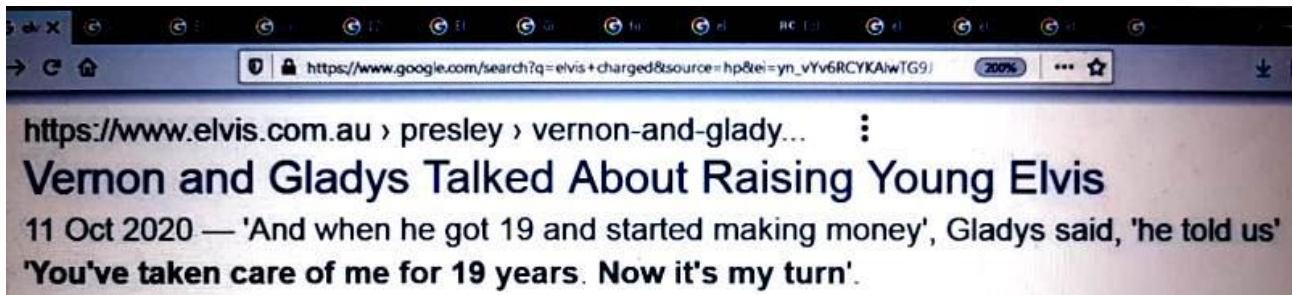 https://www.google.com/search?q=elvis+charged&source=hp&ei=yn_vYv6RCYKAlwTG9J 200%
https://www.elvis.com.au › presley › vernon-and-glady...
Vernon and Gladys Talked About Raising Young Elvis
11 Oct 2020 — 'And when he got 19 and started making money', Gladys said, 'he told us'
'You've taken care of me for 19 years. Now it's my turn'.